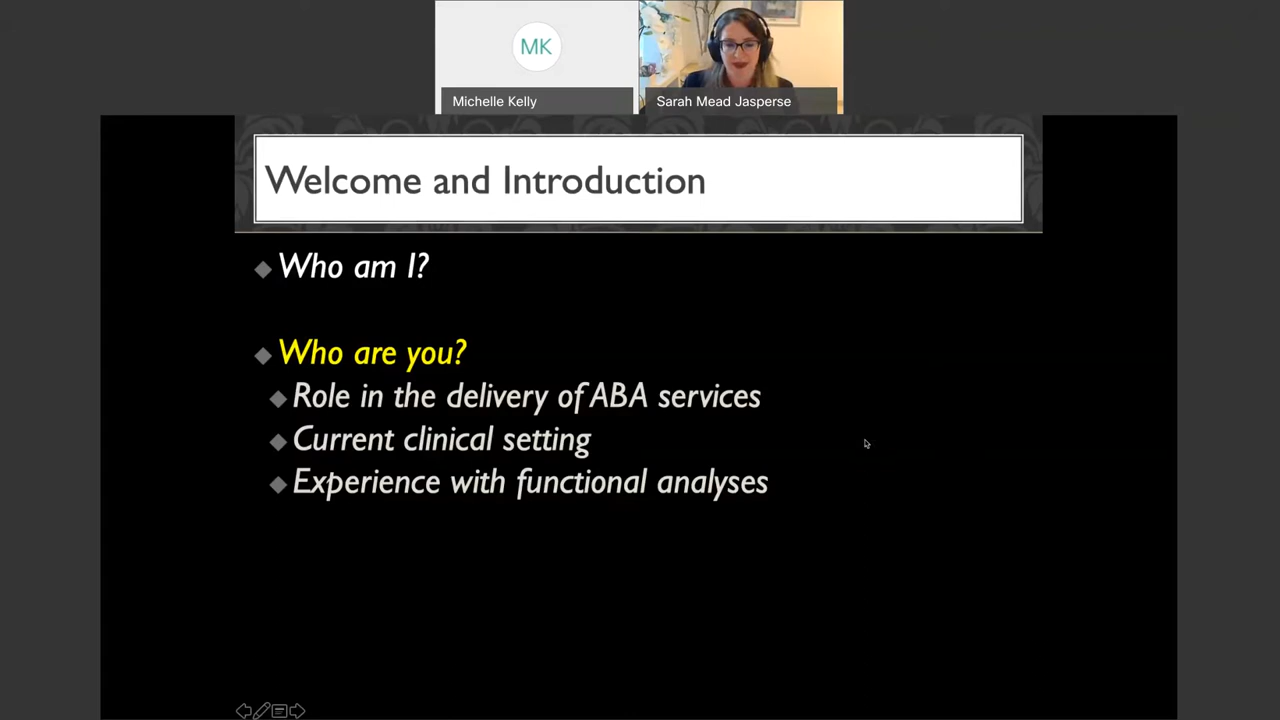 MK
Michelle Kelly
Sarah Mead Jasperse
Welcome and Introduction
Who am I?
Who are you?
Role in the delivery of ABA services
Current clinical setting
Experience with functional analyses